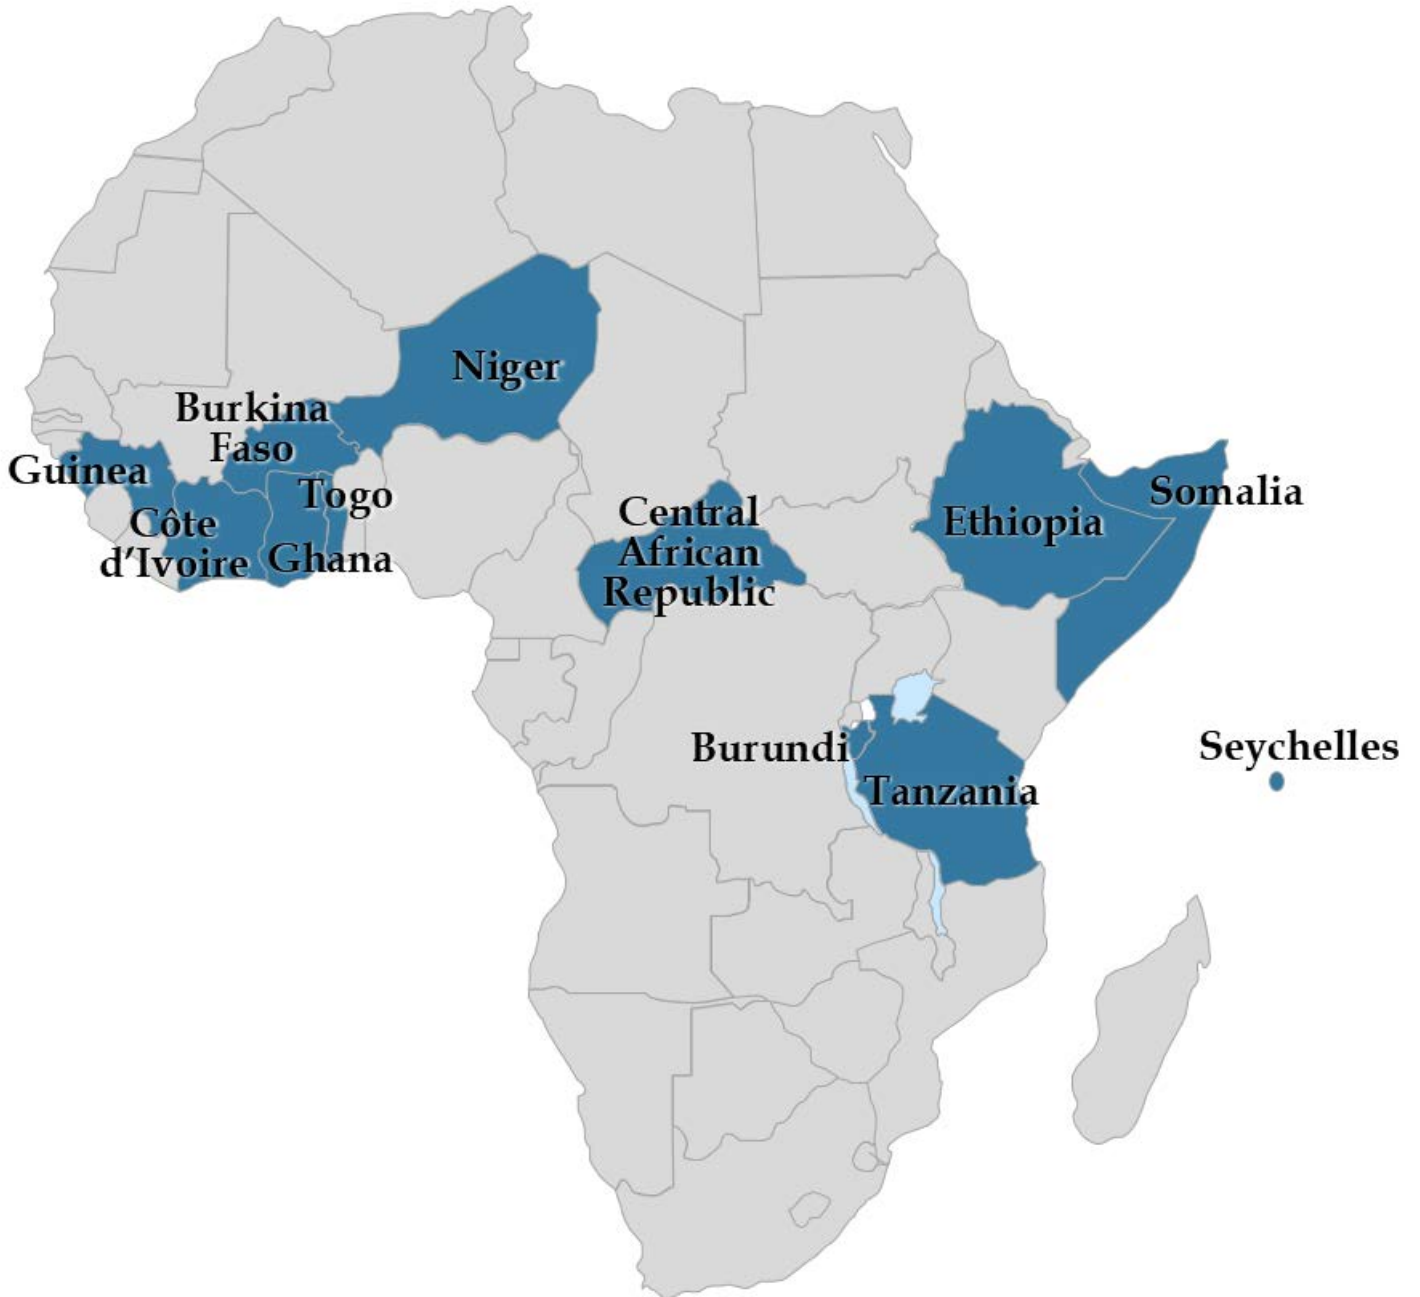 Niger
Burkina
Faso
Guinea
Togo
Côte
d'Ivoire
Ghana
Central
African
Republic
Ethiopia
Somalia
Burundi
Tanzania
Seychelles